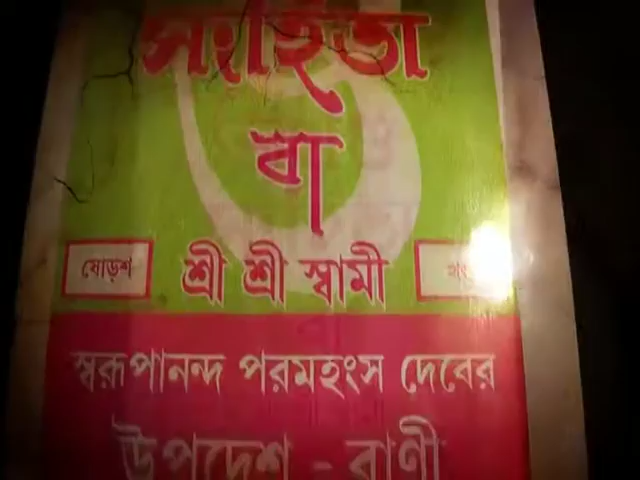 সংহিতা
বা
ষোড়শ শ্রী শ্রী স্বামী
স্বরূপানন্দ পরমহংস দেবের
উপদেশ - বাণী